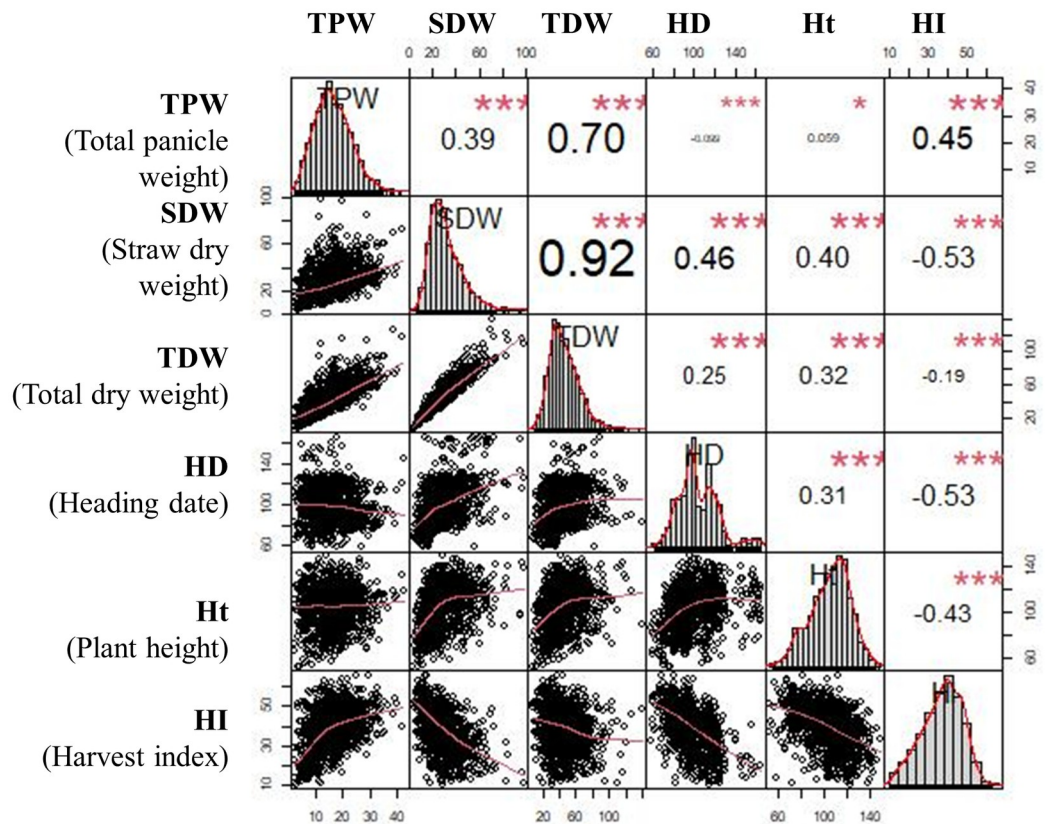 TPW SDW TDW HD Ht HI
0 20 60 100 60 100 140 10 30 50
TPW
(Total panicle
weight)
TPW
*** *** *** * ***
0.39 0.70 0.059 0.45
10 20 30 40
SDW
(Straw dry
weight)
0 20 60 100
SDW
*** *** *** ***
0.92 0.46 0.40 -0.53
TDW
(Total dry weight)
TDW
*** *** ***
0.25 0.32 -0.19
20 60 100
HD
(Heading date)
60 100 140
HD
*** ***
0.31 -0.53
Ht
(Plant height)
Ht
***
-0.43
60 100 140
HI
(Harvest index)
10 30 50
HI
10 20 30 40 20 60 100 60 100 140